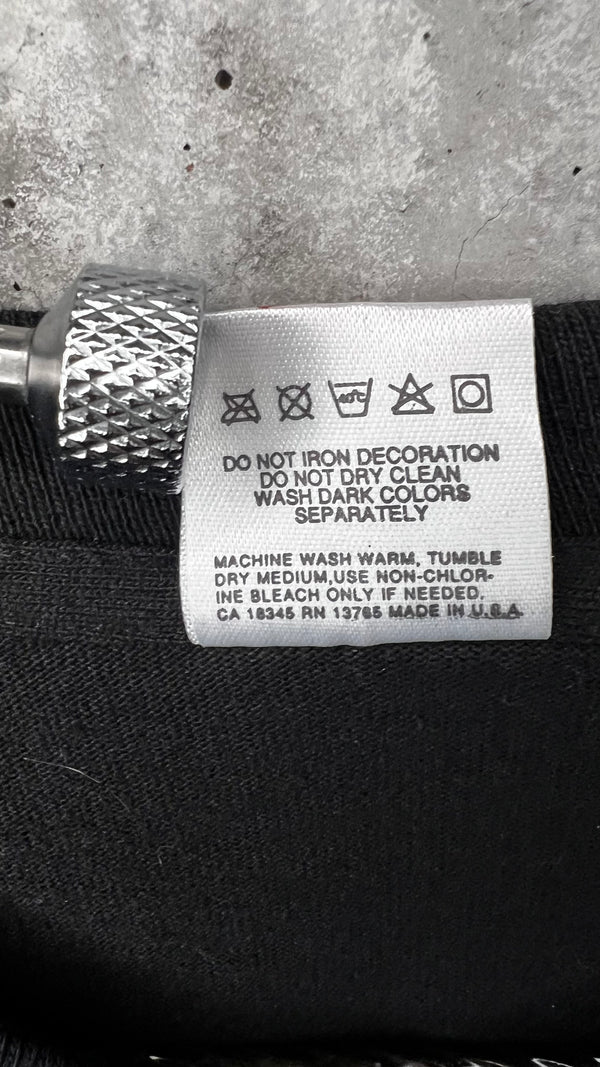 40°C
DO NOT IRON DECORATION
DO NOT DRY CLEAN
WASH DARK COLORS
SEPARATELY
MACHINE WASH WARM, TUMBLE
DRY MEDIUM,USE NON-CHLOR-
INE BLEACH ONLY IF NEEDED.
CA 18345 RN 13765 MADE IN U.S.A.